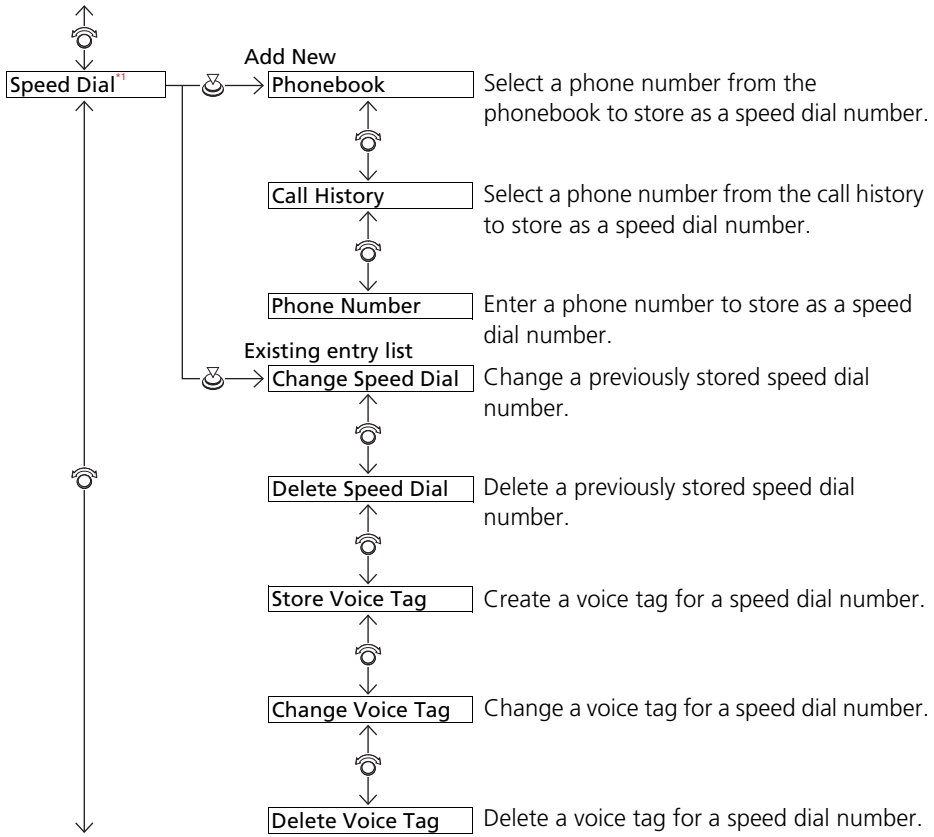 Add New
Speed Dial*1
Phonebook
Select a phone number from the
phonebook to store as a speed dial number.
Call History
Select a phone number from the call history
to store as a speed dial number.
Phone Number
Enter a phone number to store as a speed
dial number.
Existing entry list
Change Speed Dial
Change a previously stored speed dial
number.
Delete Speed Dial
Delete a previously stored speed dial
number.
Store Voice Tag
Create a voice tag for a speed dial number.
Change Voice Tag
Change a voice tag for a speed dial number.
Delete Voice Tag
Delete a voice tag for a speed dial number.